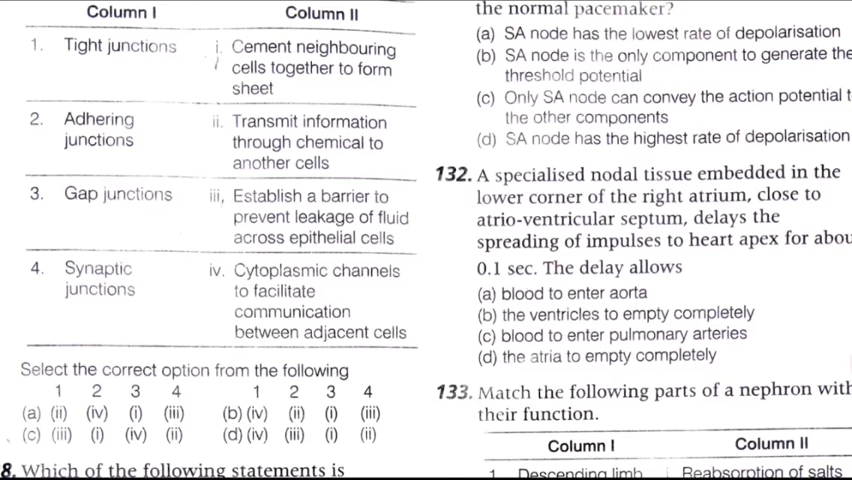 Column I Column II
1. Tight junctions i. Cement neighbouring
cells together to form
sheet
2. Adhering ii. Transmit information
junctions through chemical to
another cells
3. Gap junctions iii, Establish a barrier to
prevent leakage of fluid
across epithelial cells
4. Synaptic iv. Cytoplasmic channels
junctions to facilitate
communication
between adjacent cells
Select the correct option from the following
1 2 3 4 1 2 3 4
(a) (ii) (iv) (i) (iii) (b) (iv) (ii) (i) (iii)
(c) (iii) (i) (iv) (ii) (d) (iv) (iii) (i) (ii)
8. Which of the following statements is
the normal pacemaker?
(a) SA node has the lowest rate of depolarisation
(b) SA node is the only component to generate the
threshold potential
(c) Only SA node can convey the action potential t
the other components
(d) SA node has the highest rate of depolarisation
132. A specialised nodal tissue embedded in the
lower corner of the right atrium, close to
atrio-ventricular septum, delays the
spreading of impulses to heart apex for abou
0.1 sec. The delay allows
(a) blood to enter aorta
(b) the ventricles to empty completely
(c) blood to enter pulmonary arteries
(d) the atria to empty completely
133. Match the following parts of a nephron with
their function.
Column I Column II
1 Descending limb i Reabsorption of salts